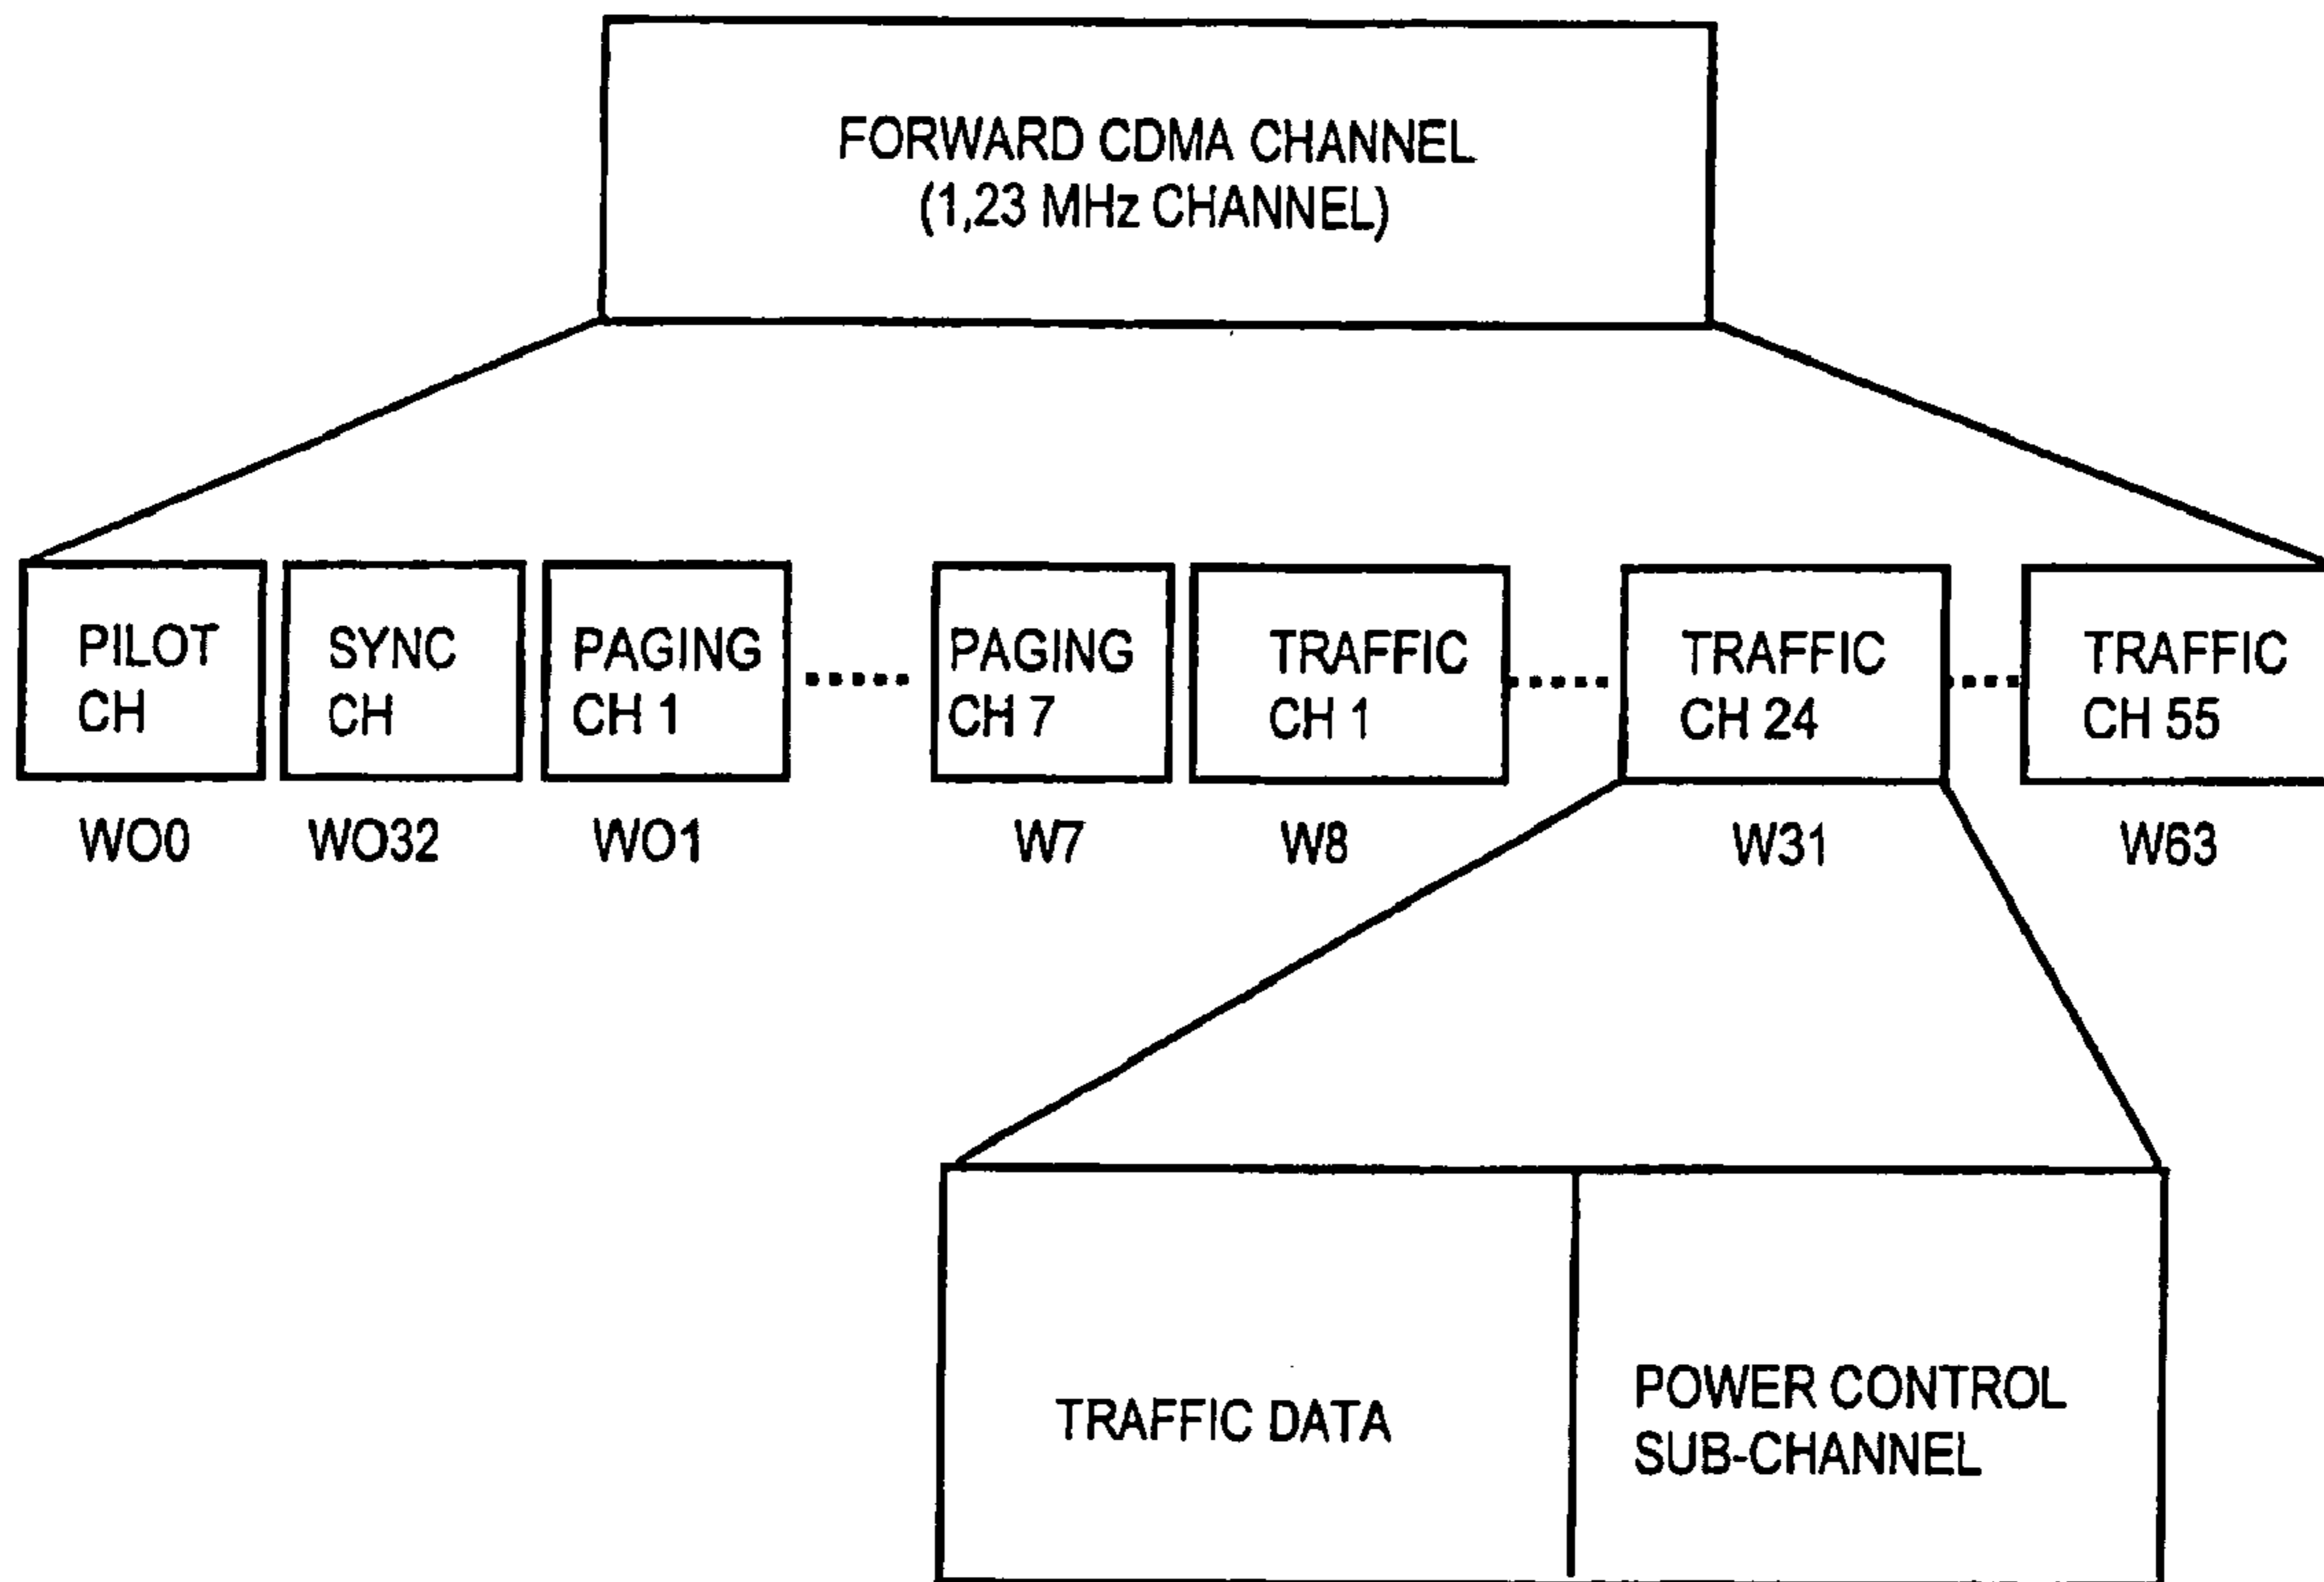 FORWARD CDMA CHANNEL
(1,23 MHz CHANNEL)
PILOT
CH
SYNC
CH
PAGING
CH 1
PAGING
CH 7
TRAFFIC
CH 1
TRAFFIC
CH 24
TRAFFIC
CH 55
WO0
WO32
WO1
W7
W8
W31
W63
TRAFFIC DATA
POWER CONTROL
SUB-CHANNEL